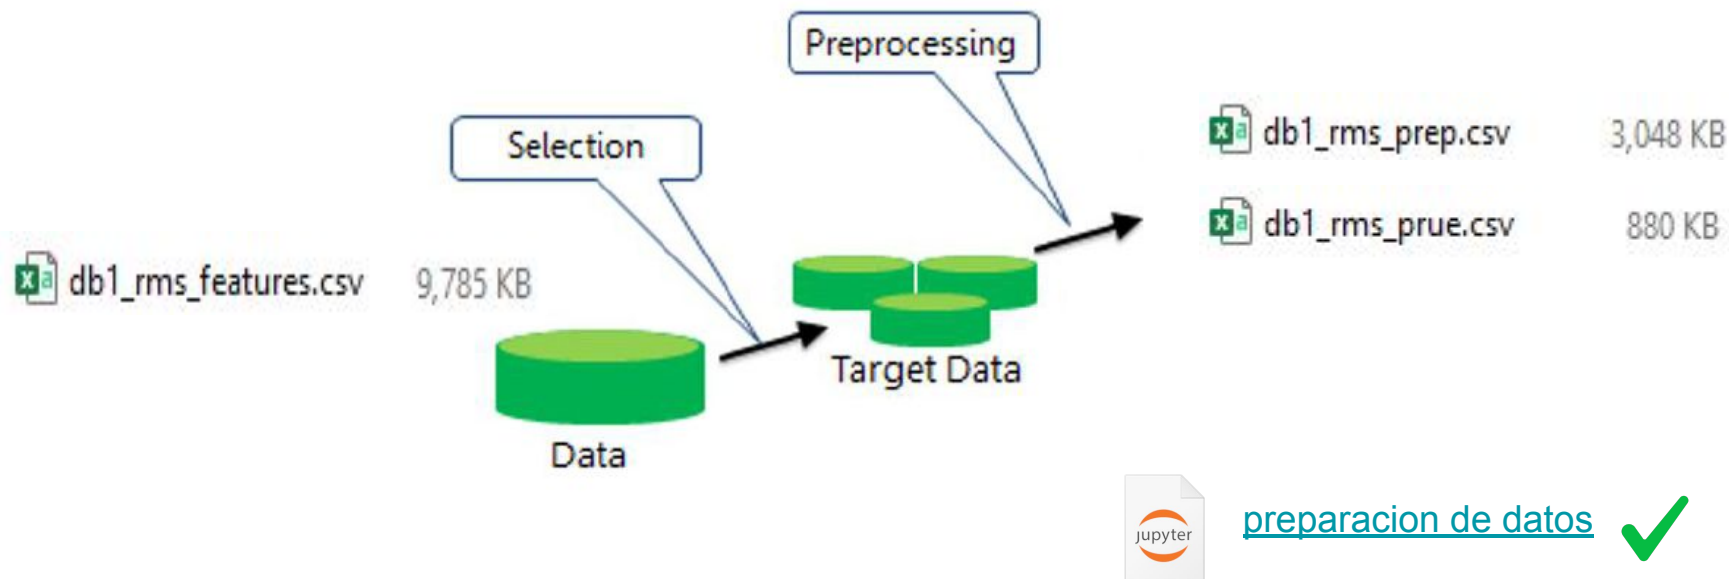 Preprocessing
Selection
db1_rms_prep.csv 3,048 KB
db1_rms_prue.csv 880 KB
db1_rms_features.csv 9,785 KB
Target Data
Data
jupyter
preparacion de datos